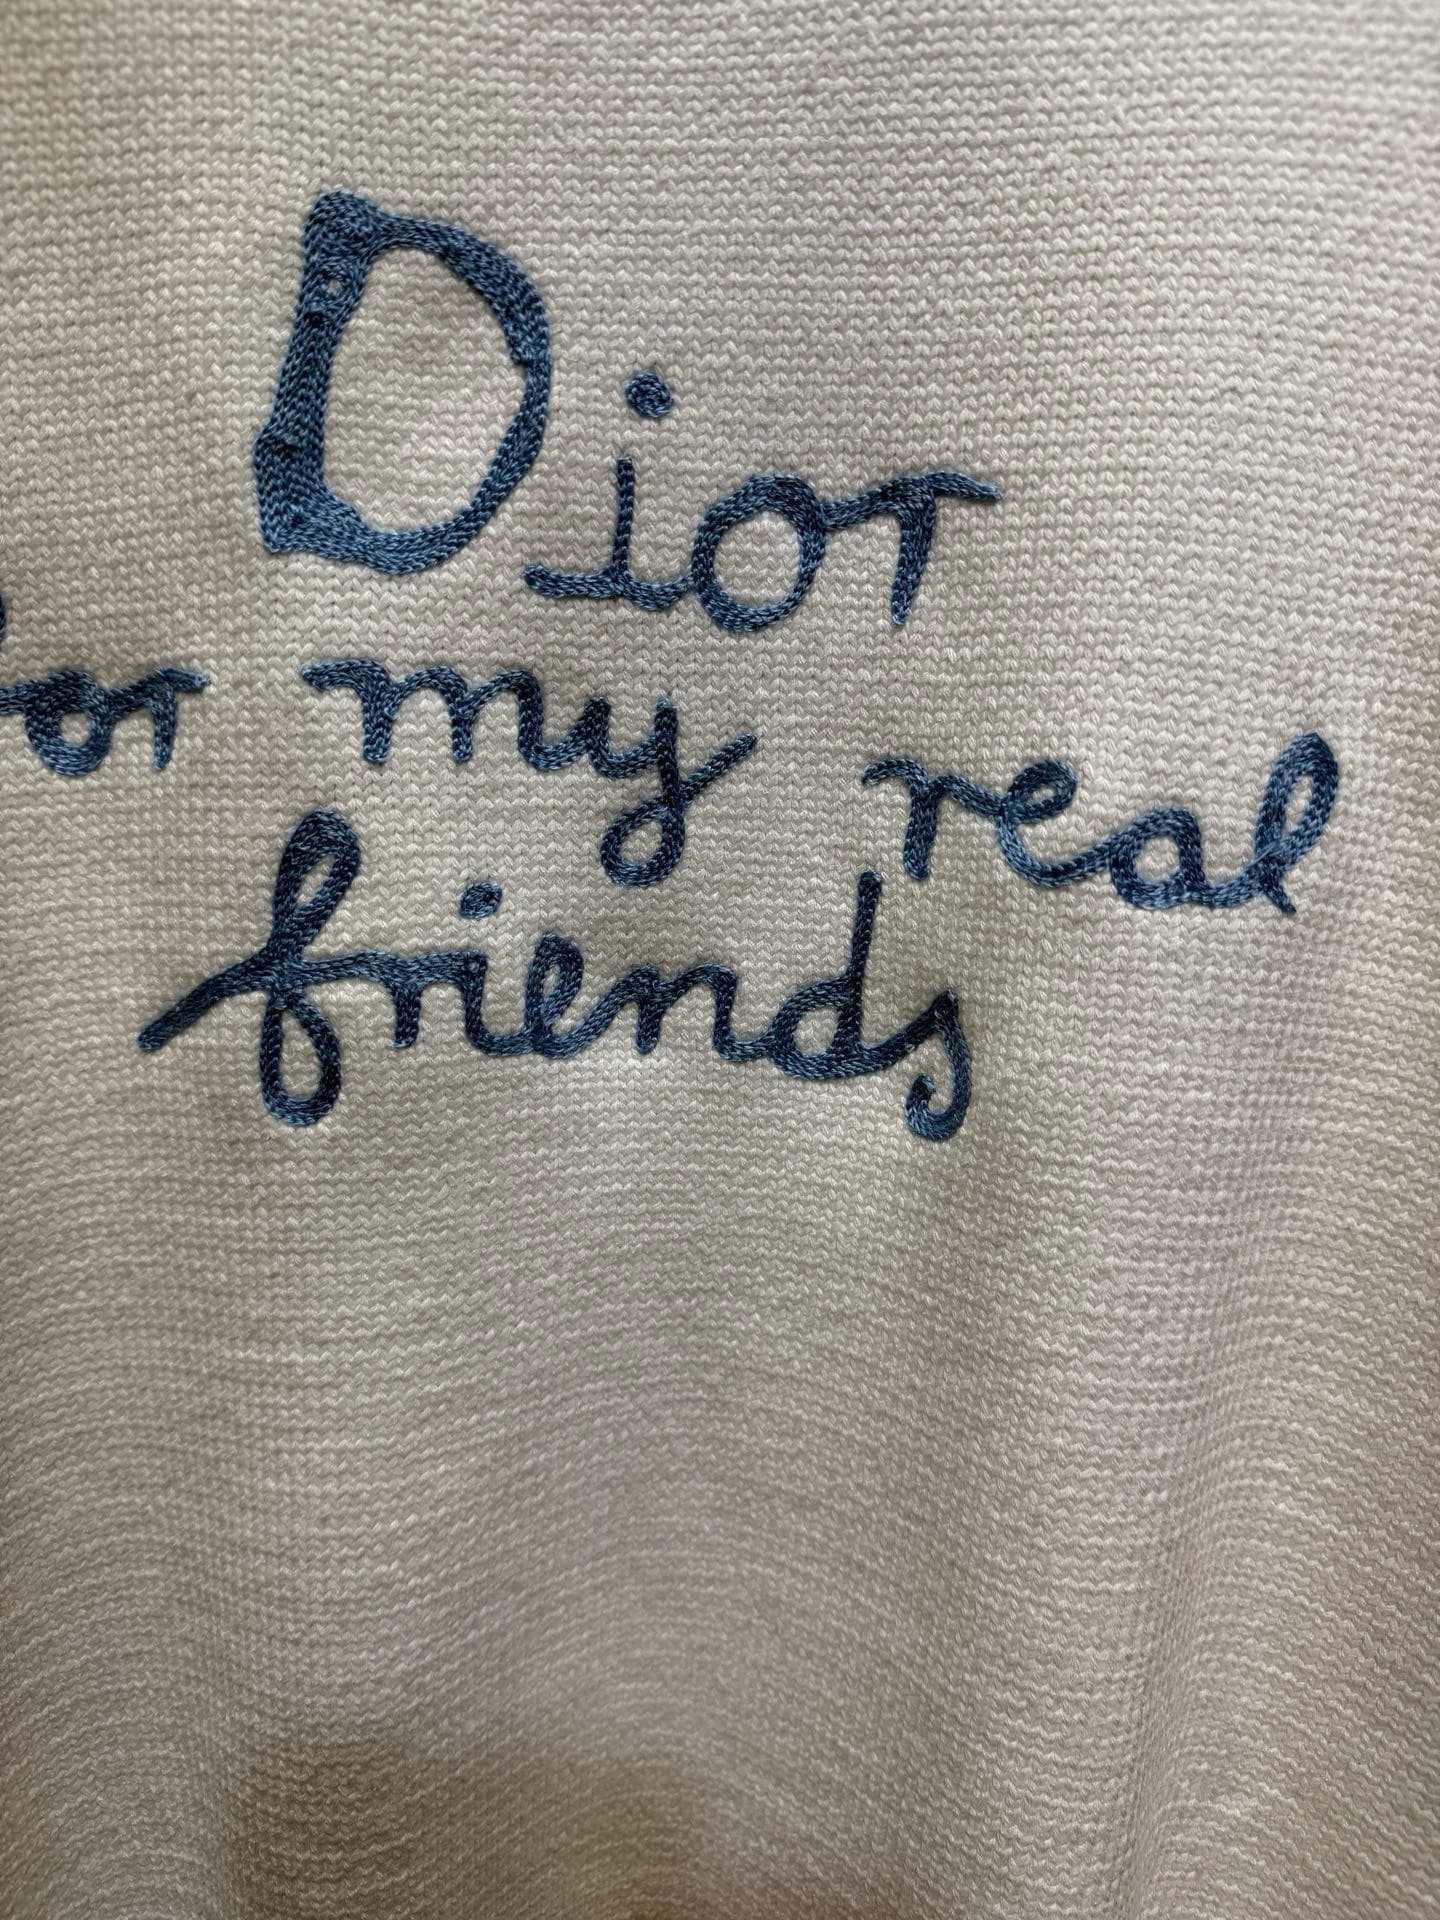 Dior
or my real
friends